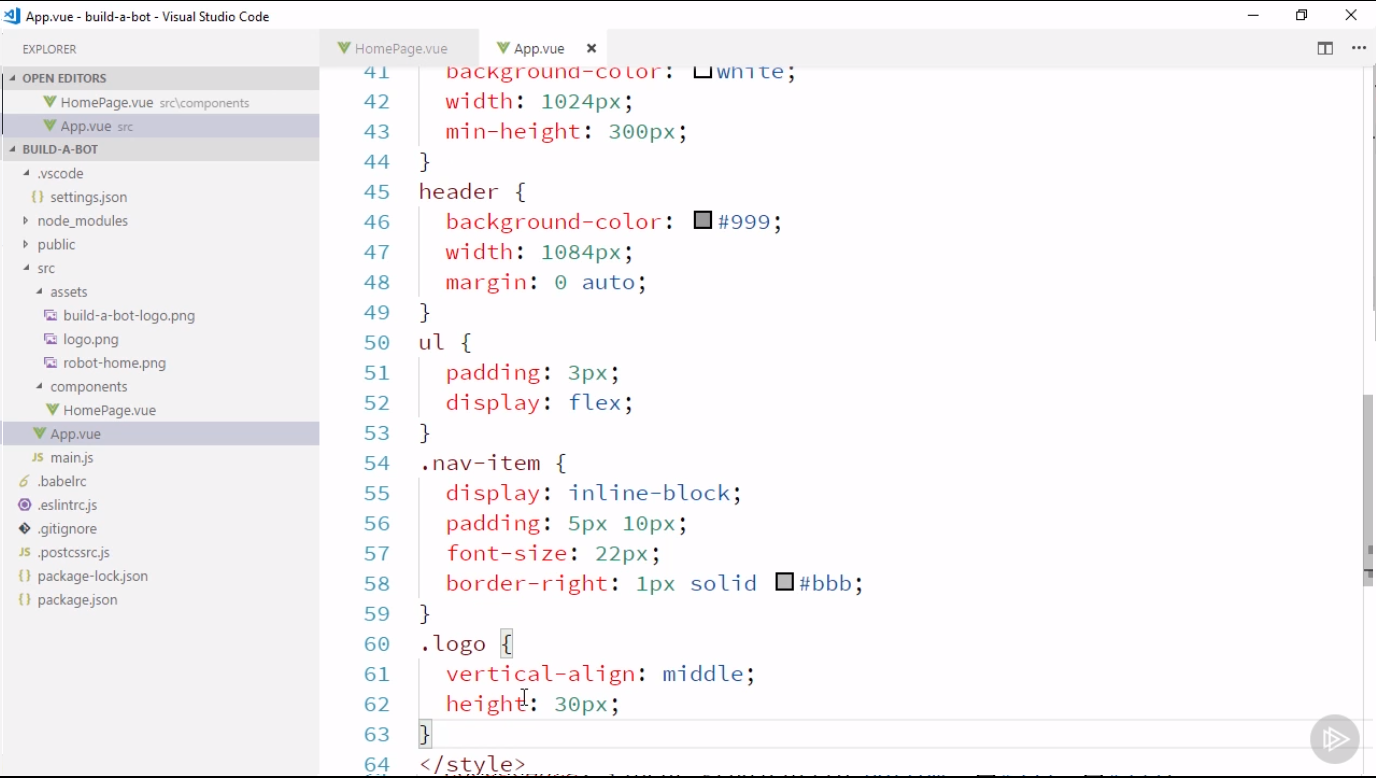 App.vue - build-a-bot - Visual Studio Code
EXPLORER
HomePage.vue
App.vue
OPEN EDITORS
HomePage.vue src\components
App.vue src
BUILD-A-BOT
.vscode
{} settings.json
node_modules
public
src
assets
build-a-bot-logo.png
logo.png
robot-home.png
components
HomePage.vue
App.vue
JS main.js
.babelrc
.eslintrc.js
.gitignore
JS .postcssrc.js
{} package-lock.json
{} package.json
41 background-color: white;
42 width: 1024px;
43 min-height: 300px;
44 }
45 header {
46 background-color: #999;
47 width: 1084px;
48 margin: 0 auto;
49 }
50 ul {
51 padding: 3px;
52 display: flex;
53 }
54 .nav-item {
55 display: inline-block;
56 padding: 5px 10px;
57 font-size: 22px;
58 border-right: 1px solid #bbb;
59 }
60 .logo {
61 vertical-align: middle;
62 height: 30px;
63 }
64 </style>